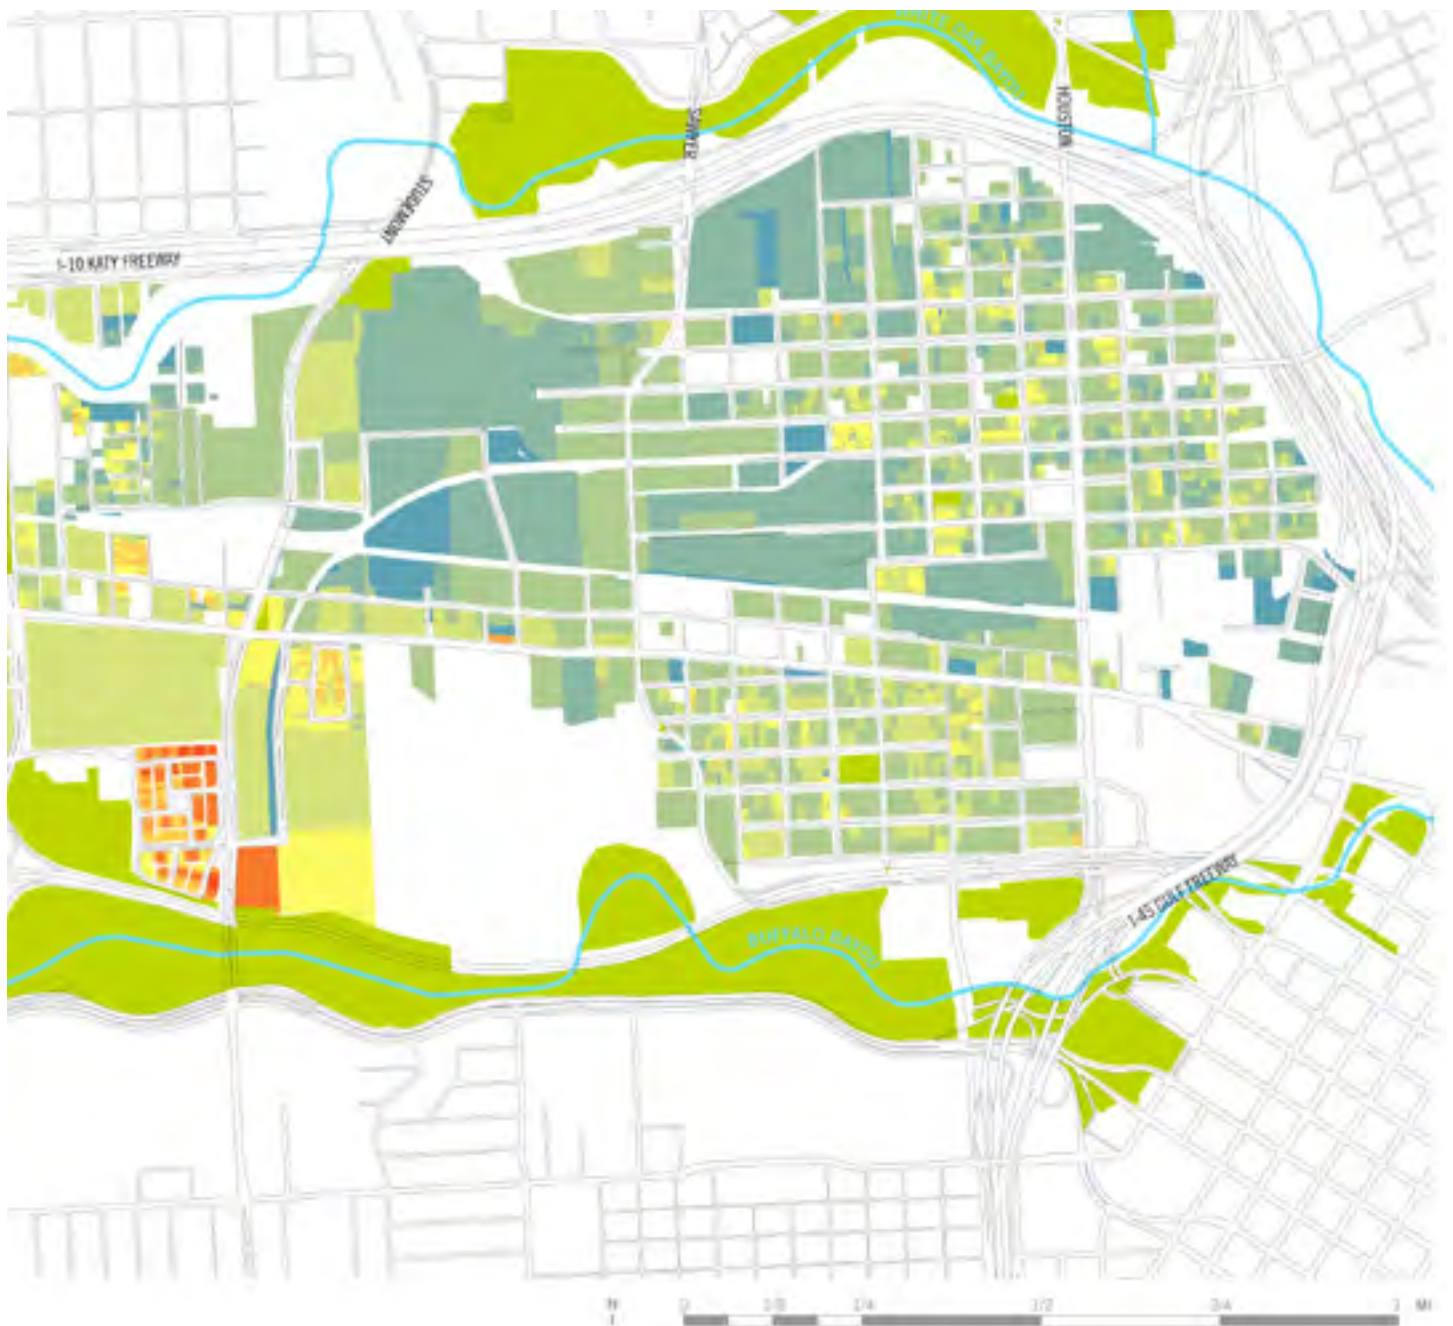 WHITE OAK BAYOU
HOUSTON
SAWYER
STUDEMONT
I-10 KATY FREEWAY
I-45 GULF FREEWAY
BUFFALO BAYOU
N 0 1/8 1/4 1/2 3/4 1 MI